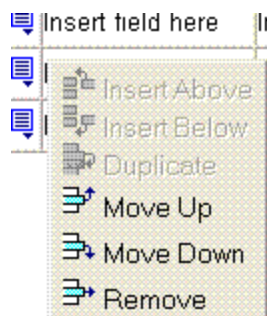 Insert field here
Insert Above
Insert Below
Duplicate
Move Up
Move Down
Remove